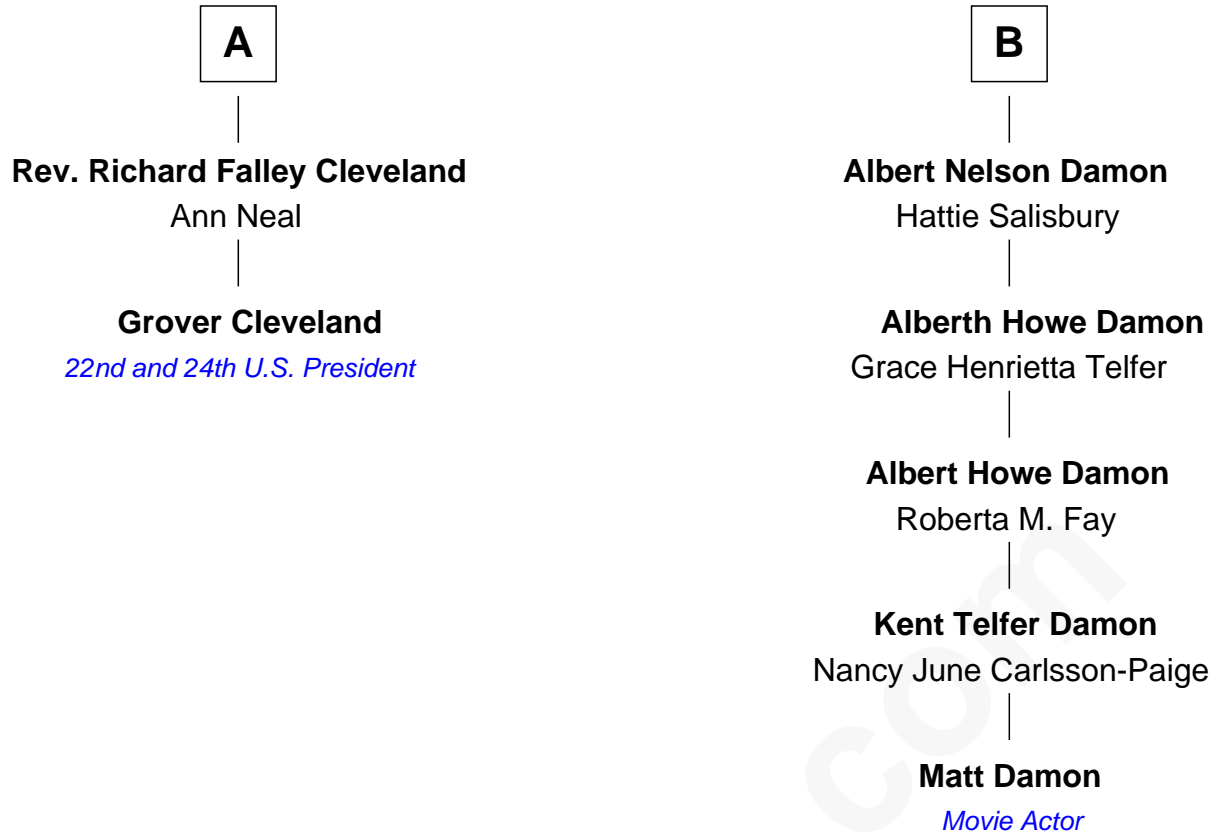 A
Rev. Richard Falley Cleveland
Ann Neal
Grover Cleveland
22nd and 24th U.S. President
B
Albert Nelson Damon
Hattie Salisbury
Alberth Howe Damon
Grace Henrietta Telfer
Albert Howe Damon
Roberta M. Fay
Kent Telfer Damon
Nancy June Carlsson-Paige
Matt Damon
Movie Actor
com